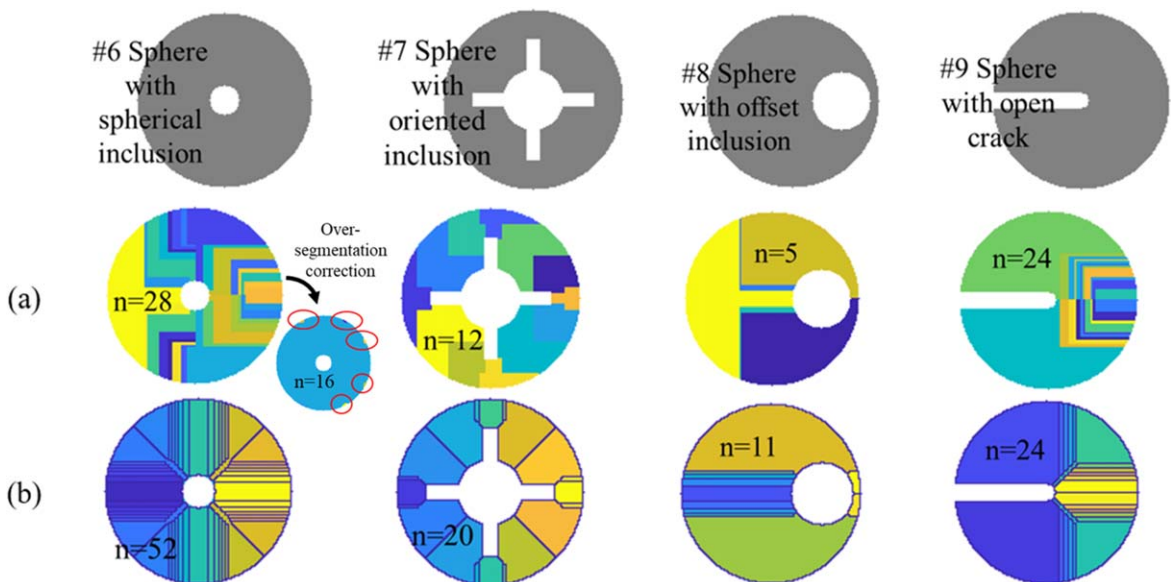 #6 Sphere
with
spherical
inclusion
#7 Sphere
with
oriented
inclusion
#8 Sphere
with offset
inclusion
#9 Sphere
with open
crack
(a)
n=28
Over-
segmentation
correction
n=16
n=12
n=5
n=24
(b)
n=52
n=20
n=11
n=24